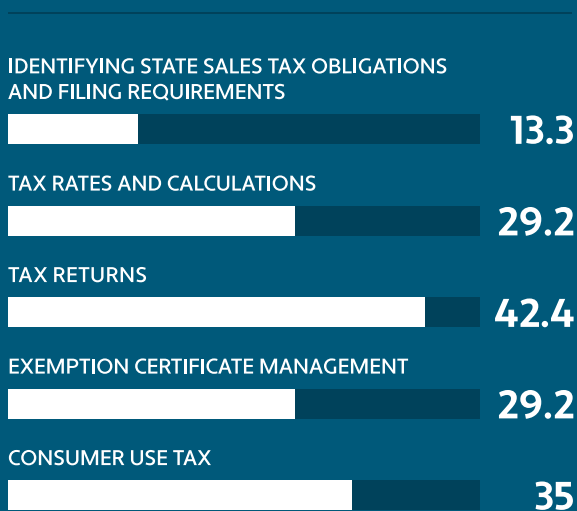 IDENTIFYING STATE SALES TAX OBLIGATIONS
AND FILING REQUIREMENTS
13.3
TAX RATES AND CALCULATIONS
29.2
TAX RETURNS
42.4
EXEMPTION CERTIFICATE MANAGEMENT
29.2
CONSUMER USE TAX
35